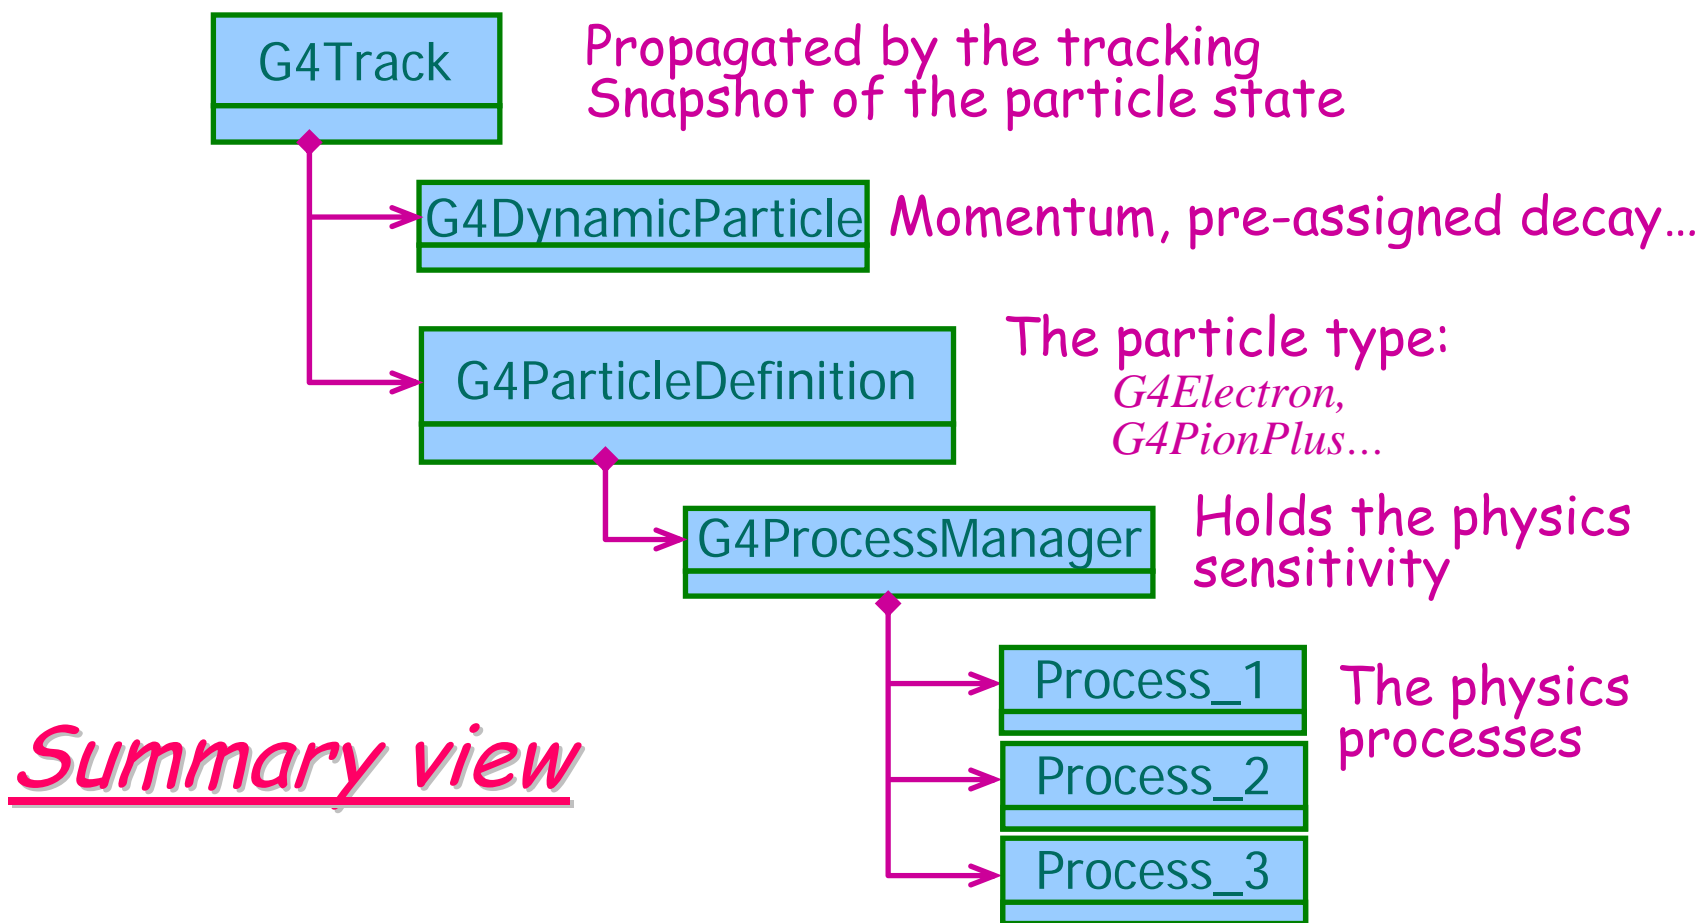 G4Track
Propagated by the tracking
Snapshot of the particle state
G4DynamicParticle
Momentum, pre-assigned decay…
G4ParticleDefinition
The particle type:
G4Electron,
G4PionPlus…
G4ProcessManager
Holds the physics
sensitivity
Process_1
The physics
processes
Process_2
Process_3
Summary view